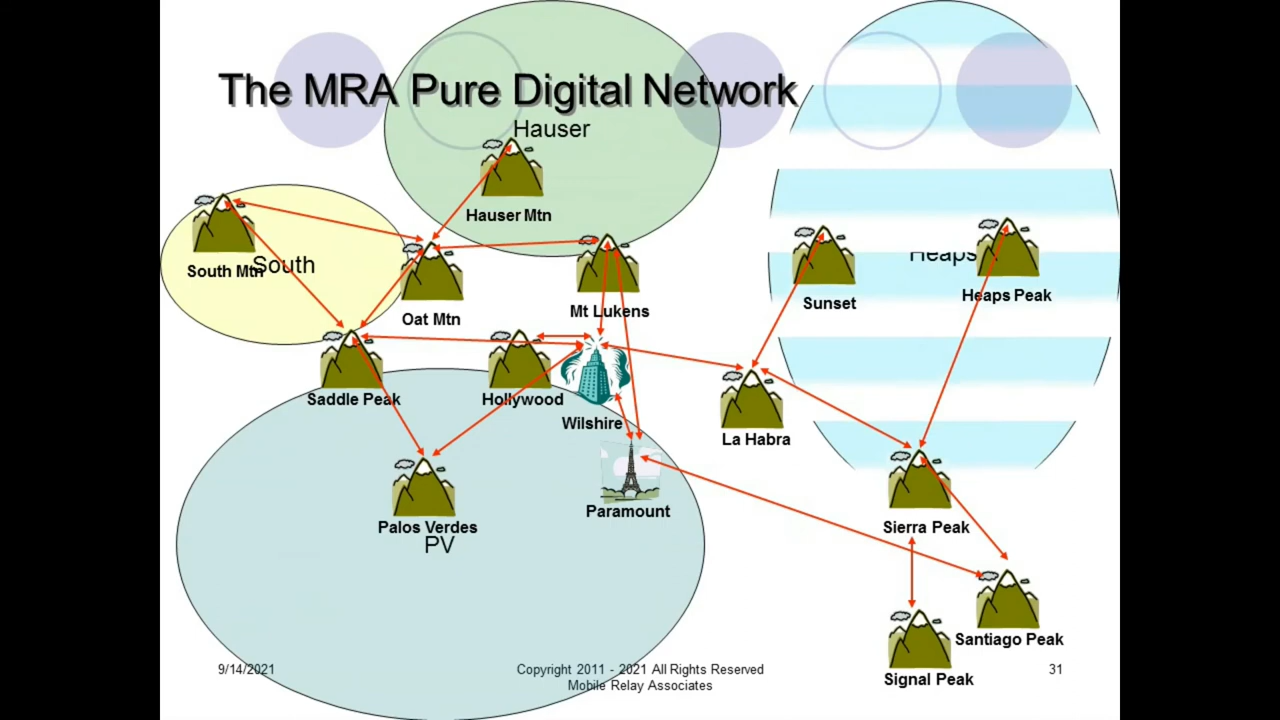 The MRA Pure Digital Network
Hauser
Hauser Mtn
South Mtn
South
Oat Mtn
Mt Lukens
Sunset
Heaps
Heaps Peak
Saddle Peak
Hollywood
Wilshire
La Habra
Palos Verdes
PV
Paramount
Sierra Peak
Santiago Peak
Signal Peak
9/14/2021
Copyright 2011 - 2021 All Rights Reserved
Mobile Relay Associates
31